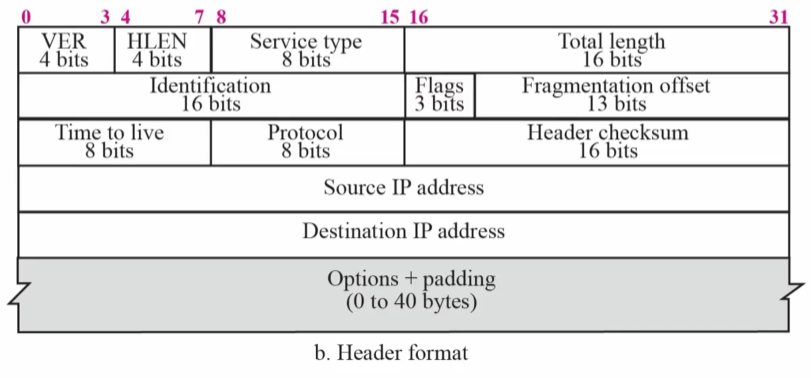 0 3 4 7 8 15 16 31
VER HLEN Service type Total length
4 bits 4 bits 8 bits 16 bits
Identification Flags Fragmentation offset
16 bits 3 bits 13 bits
Time to live Protocol Header checksum
8 bits 8 bits 16 bits
Source IP address
Destination IP address
Options + padding
(0 to 40 bytes)
b. Header format